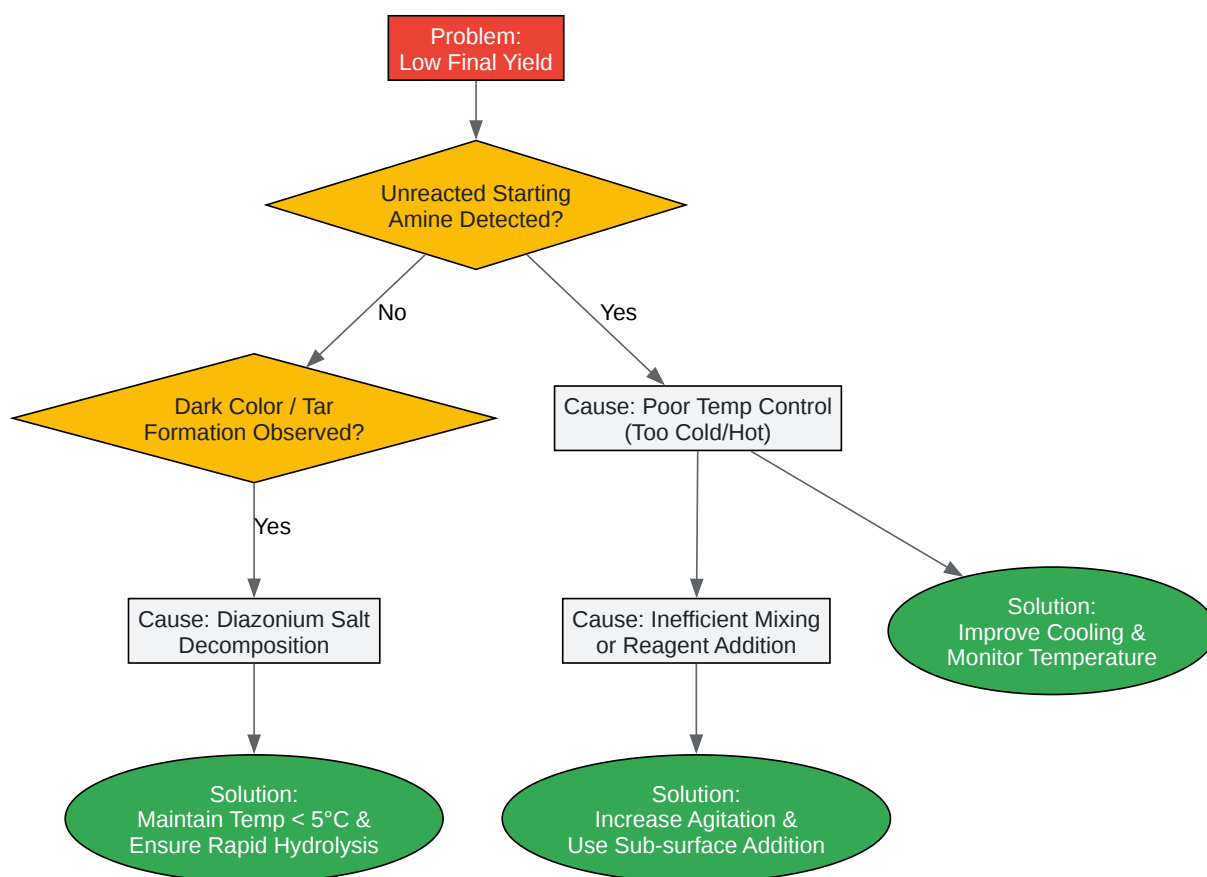 Problem:
Low Final Yield
Unreacted Starting
Amine Detected?
No
Yes
Dark Color / Tar
Formation Observed?
Cause: Poor Temp Control
(Too Cold/Hot)
Yes
Cause: Diazonium Salt
Decomposition
Cause: Inefficient Mixing
or Reagent Addition
Solution:
Improve Cooling &
Monitor Temperature
Solution:
Maintain Temp < 5°C &
Ensure Rapid Hydrolysis
Solution:
Increase Agitation &
Use Sub-surface Addition